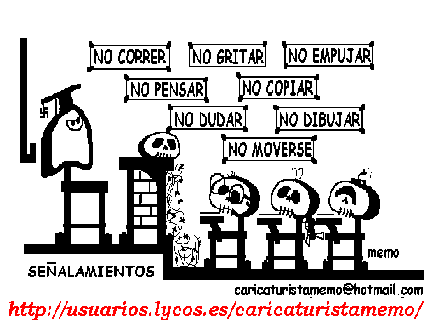 NO CORRER NO GRITAR NO EMPUJAR
NO PENSAR NO COPIAR
NO DUDAR NO DIBUJAR
NO MOVERSE
memo
SEÑALAMIENTOS
caricaturistamemo@hotmail.com
http://usuarios.lycos.es/caricaturistamemo/